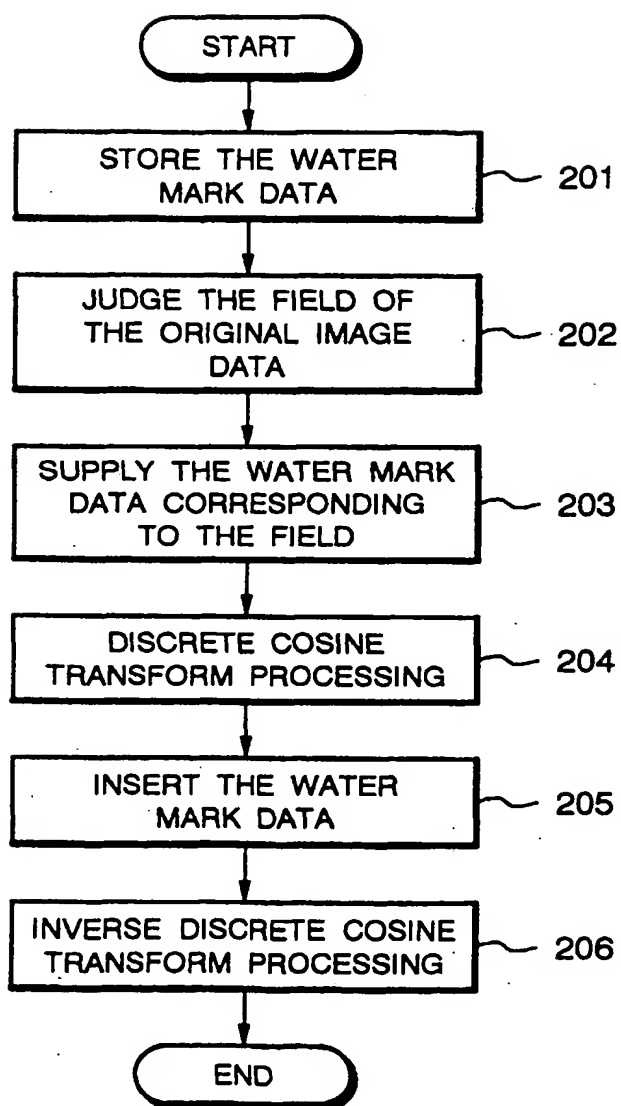 START
STORE THE WATER
MARK DATA
201
JUDGE THE FIELD OF
THE ORIGINAL IMAGE
DATA
202
SUPPLY THE WATER MARK
DATA CORRESPONDING
TO THE FIELD
203
DISCRETE COSINE
TRANSFORM PROCESSING
204
INSERT THE WATER
MARK DATA
205
INVERSE DISCRETE COSINE
TRANSFORM PROCESSING
206
END